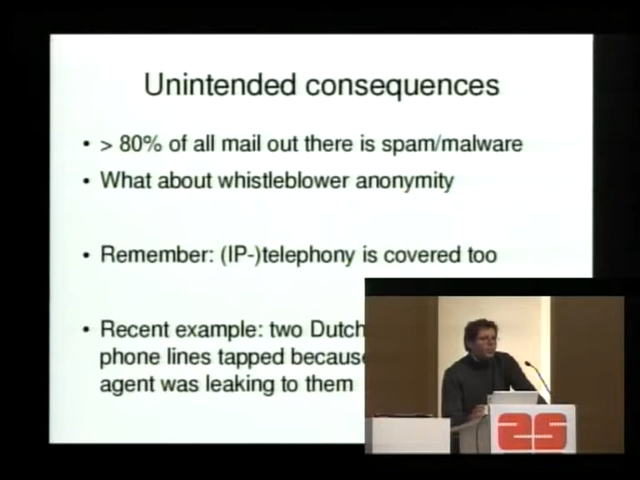 Unintended consequences
• > 80% of all mail out there is spam/malware
• What about whistleblower anonymity
• Remember: (IP-)telephony is covered too
• Recent example: two Dutch
phone lines tapped because
agent was leaking to them